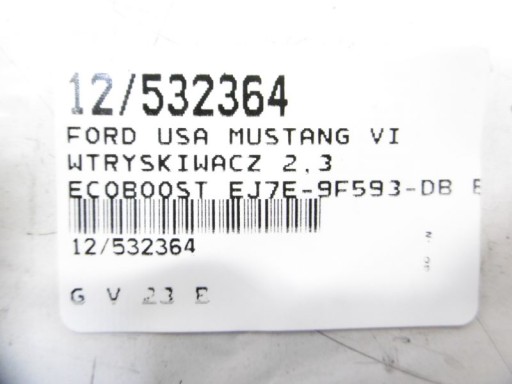 12/532364
FORD USA MUSTANG VI
WTRYSKIWACZ 2.3
ECOBOOST EJ7E-9F593-DB E
12/532364
G V 23 E